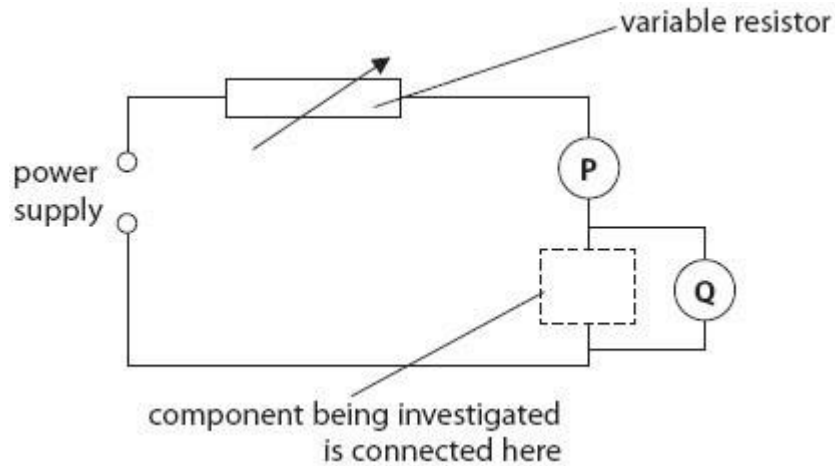 variable resistor
power
supply
P
Q
component being investigated
is connected here